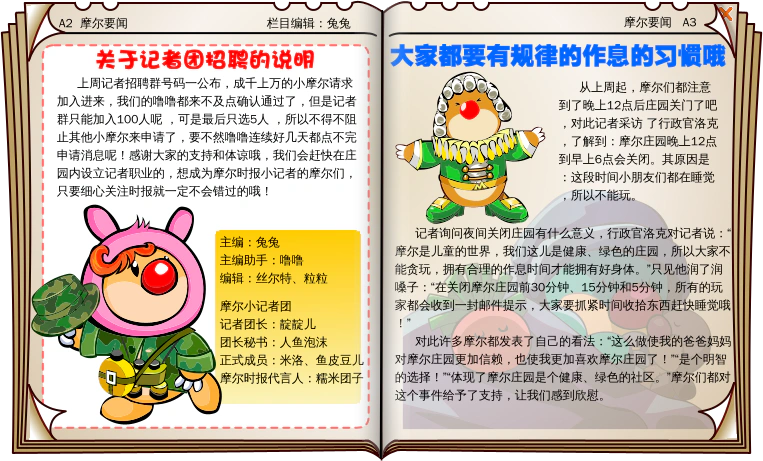 A2 摩尔要闻
栏目编辑：兔兔
关于记者团招聘的说明
上周记者招聘群号码一公布，成千上万的小摩尔请求
加入进来，我们的噜噜都来不及点确认通过了，但是记者
群只能加入100人呢 ，可是最后只选5人 ，所以不得不阻
止其他小摩尔来申请了，要不然噜噜连续好几天都点不完
申请消息呢！感谢大家的支持和体谅哦，我们会赶快在庄
园内设立记者职业的，想成为摩尔时报小记者的摩尔们，
只要细心关注时报就一定不会错过的哦！
主编：兔兔
主编助手：噜噜
编辑：丝尔特、粒粒
摩尔小记者团
记者团长：靛靛儿
团长秘书：人鱼泡沫
正式成员：米洛、鱼皮豆儿
摩尔时报代言人：糯米团子
摩尔要闻 A3
大家都要有规律的作息的习惯哦
从上周起，摩尔们都注意
到了晚上12点后庄园关门了吧
，对此记者采访 了行政官洛克
，了解到：摩尔庄园晚上12点
到早上6点会关闭。其原因是
：这段时间小朋友们都在睡觉
，所以不能玩。
记者询问夜间关闭庄园有什么意义，行政官洛克对记者说：“
摩尔是儿童的世界，我们这儿是健康、绿色的庄园，所以大家不
能贪玩，拥有合理的作息时间才能拥有好身体。”只见他润了润
嗓子：“在关闭摩尔庄园前30分钟、15分钟和5分钟，所有的玩
家都会收到一封邮件提示，大家要抓紧时间收拾东西赶快睡觉哦
！”
对此许多摩尔都发表了自己的看法：“这么做使我的爸爸妈妈
对摩尔庄园更加信赖，也使我更加喜欢摩尔庄园了！”“是个明智
的选择！”“体现了摩尔庄园是个健康、绿色的社区。”摩尔们都对
这个事件给予了支持，让我们感到欣慰。